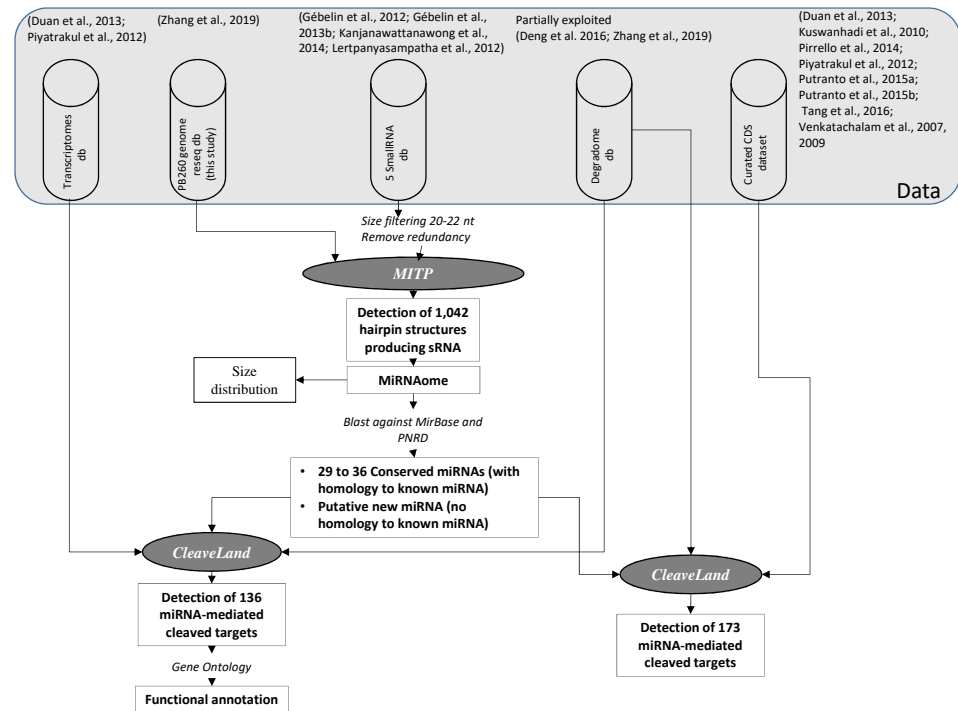 (Duan et al., 2013;
Piyatrakul et al., 2012)
(Zhang et al., 2019)
(Gébelin et al., 2012; Gébelin et al.,
2013b; Kanjanawattanawong et al.,
2014; Lertpanyasampatha et al., 2012)
Partially exploited
(Deng et al. 2016; Zhang et al., 2019)
(Duan et al., 2013;
Kuswanhadi et al., 2010;
Pirrello et al., 2014;
Piyatrakul et al., 2012;
Putranto et al., 2015a;
Putranto et al., 2015b;
Tang et al., 2016;
Venkatachalam et al., 2007,
2009
Transcriptomes
db
PB260 genome
reseq db
(this study)
5 SmallRNA
db
Degradome
db
Curated CDS
dataset
Data
Size filtering 20-22 nt
Remove redundancy
MITP
Detection of 1,042
hairpin structures
producing sRNA
Size
distribution
MiRNAome
Blast against MirBase and
PNRD
• 29 to 36 Conserved miRNAs (with
homology to known miRNA)
• Putative new miRNA (no
homology to known miRNA)
CleaveLand
CleaveLand
Detection of 136
miRNA-mediated
cleaved targets
Detection of 173
miRNA-mediated
cleaved targets
Gene Ontology
Functional annotation